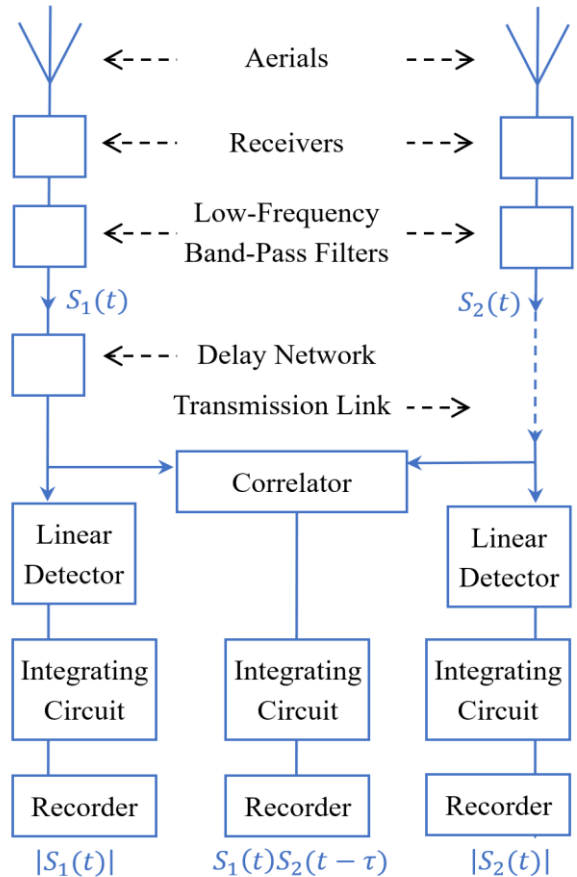 Aerials
Receivers
Low-Frequency
Band-Pass Filters
S₁(t)
S₂(t)
Delay Network
Transmission Link
Correlator
Linear
Detector
Linear
Detector
Integrating
Circuit
Integrating
Circuit
Integrating
Circuit
Recorder
Recorder
Recorder
|S₁(t)|
S₁(t)S₂(t − τ)
|S₂(t)|